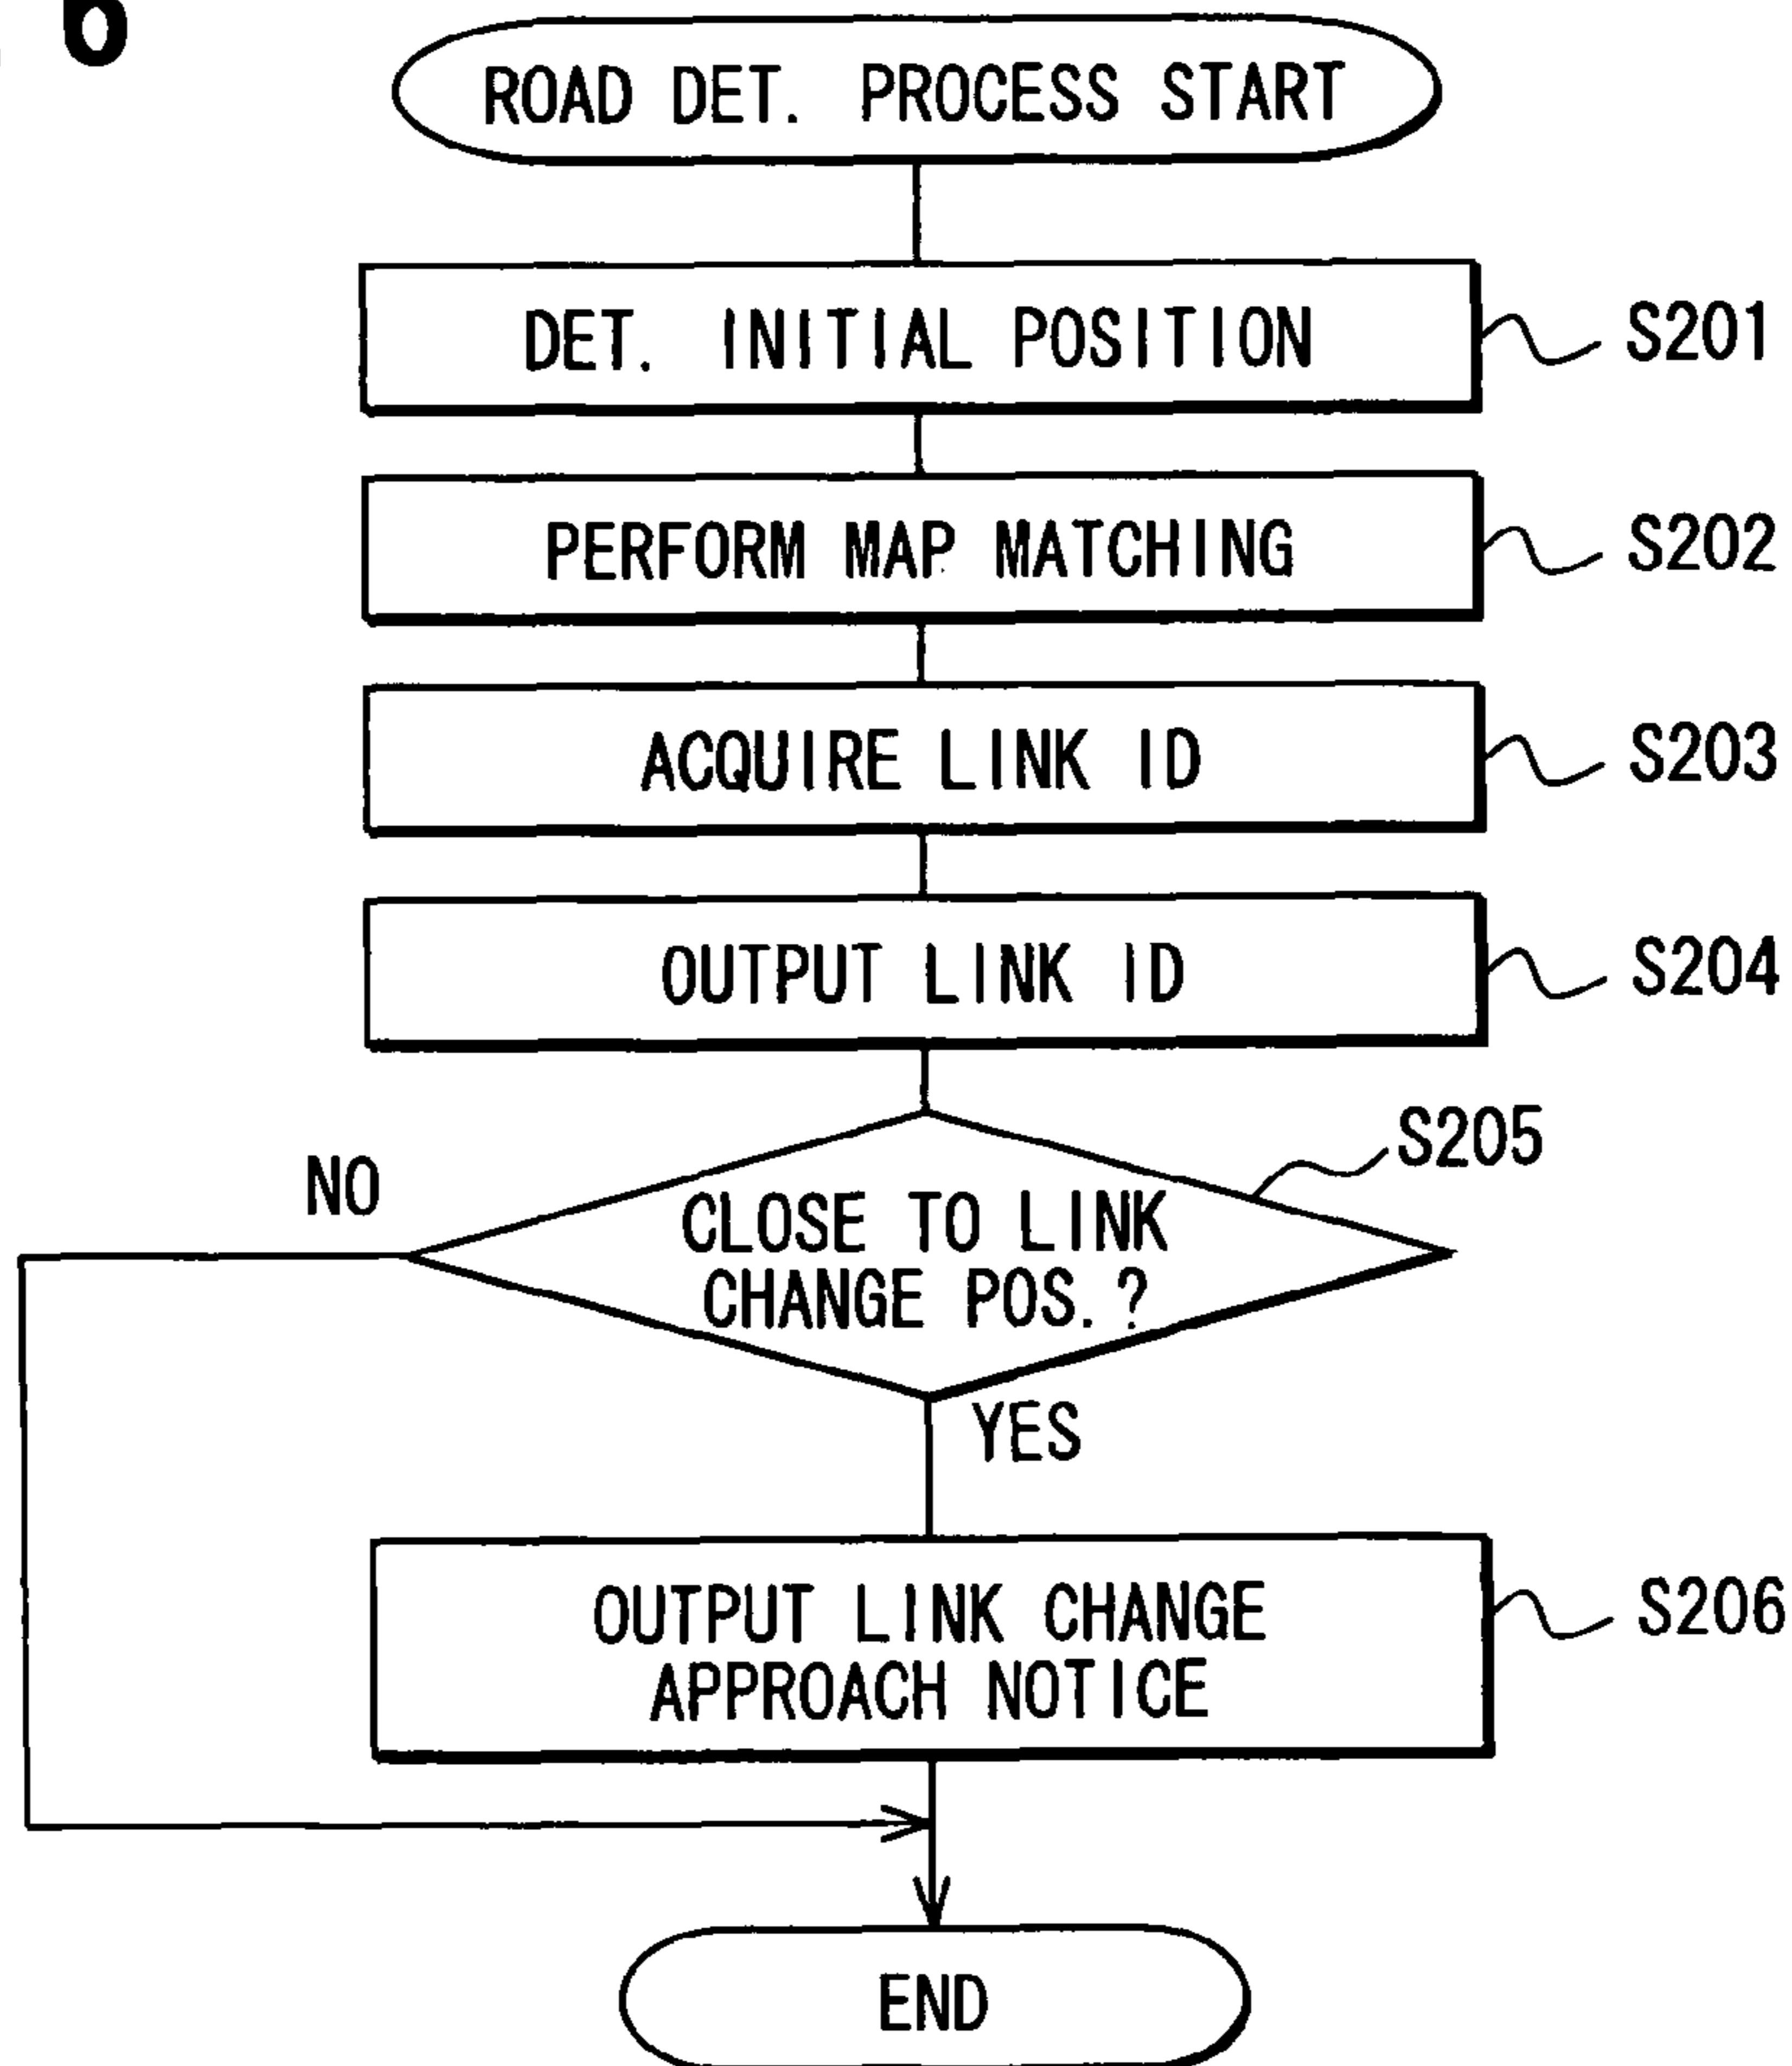 6
ROAD DET. PROCESS START
DET. INITIAL POSITION
S201
PERFORM MAP MATCHING
S202
ACQUIRE LINK ID
S203
OUTPUT LINK ID
S204
S205
NO
CLOSE TO LINK
CHANGE POS.?
YES
OUTPUT LINK CHANGE
APPROACH NOTICE
S206
END